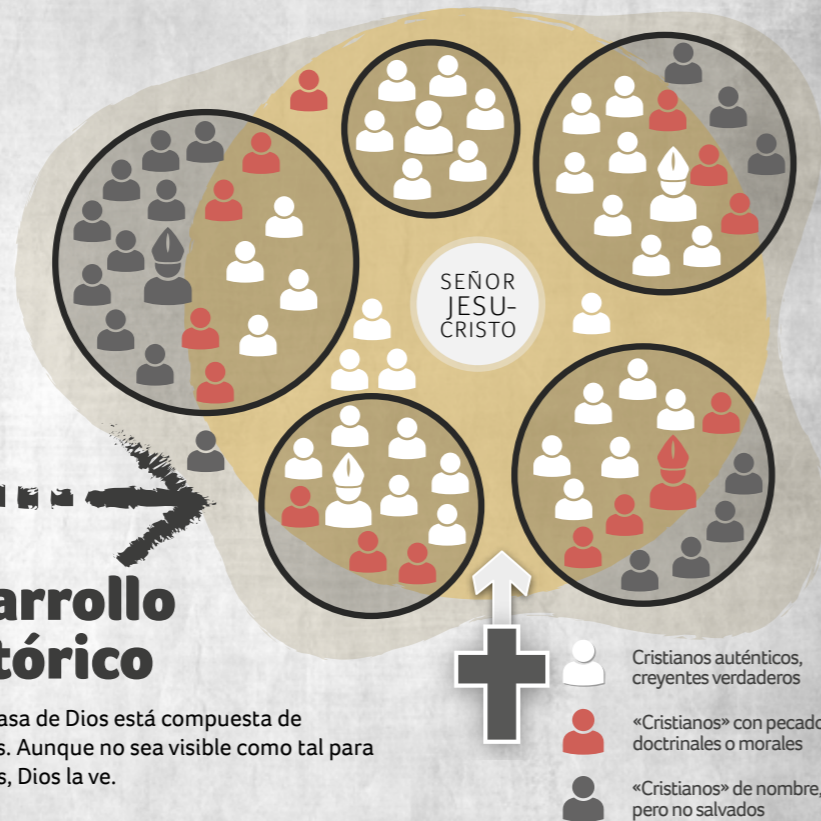 SEÑOR
JESU-
CRISTO
arrollo
tórico
asa de Dios está compuesta de
s. Aunque no sea visible como tal para
s, Dios la ve.
Cristianos auténticos,
creyentes verdaderos
«Cristianos» con pecado
doctrinales o morales
«Cristianos» de nombre,
pero no salvados